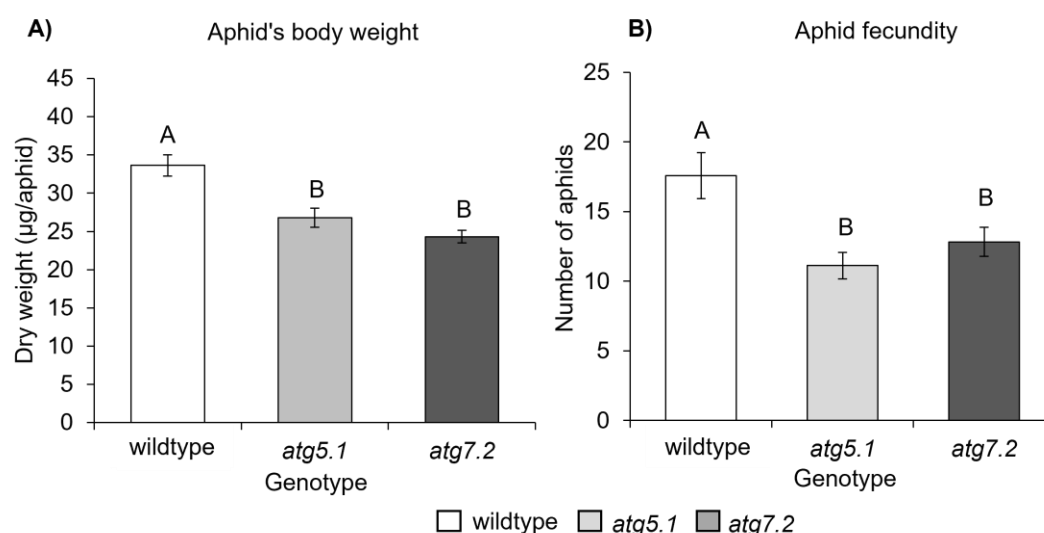 A) Aphid's body weight
45
40
35
30
25
20
15
10
5
0
Dry weight (µg/aphid)
A
B
B
wildtype atg5.1 atg7.2
Genotype
B) Aphid fecundity
25
20
15
10
5
0
Number of aphids
A
B
B
wildtype atg5.1 atg7.2
Genotype
wildtype atg5.1 atg7.2